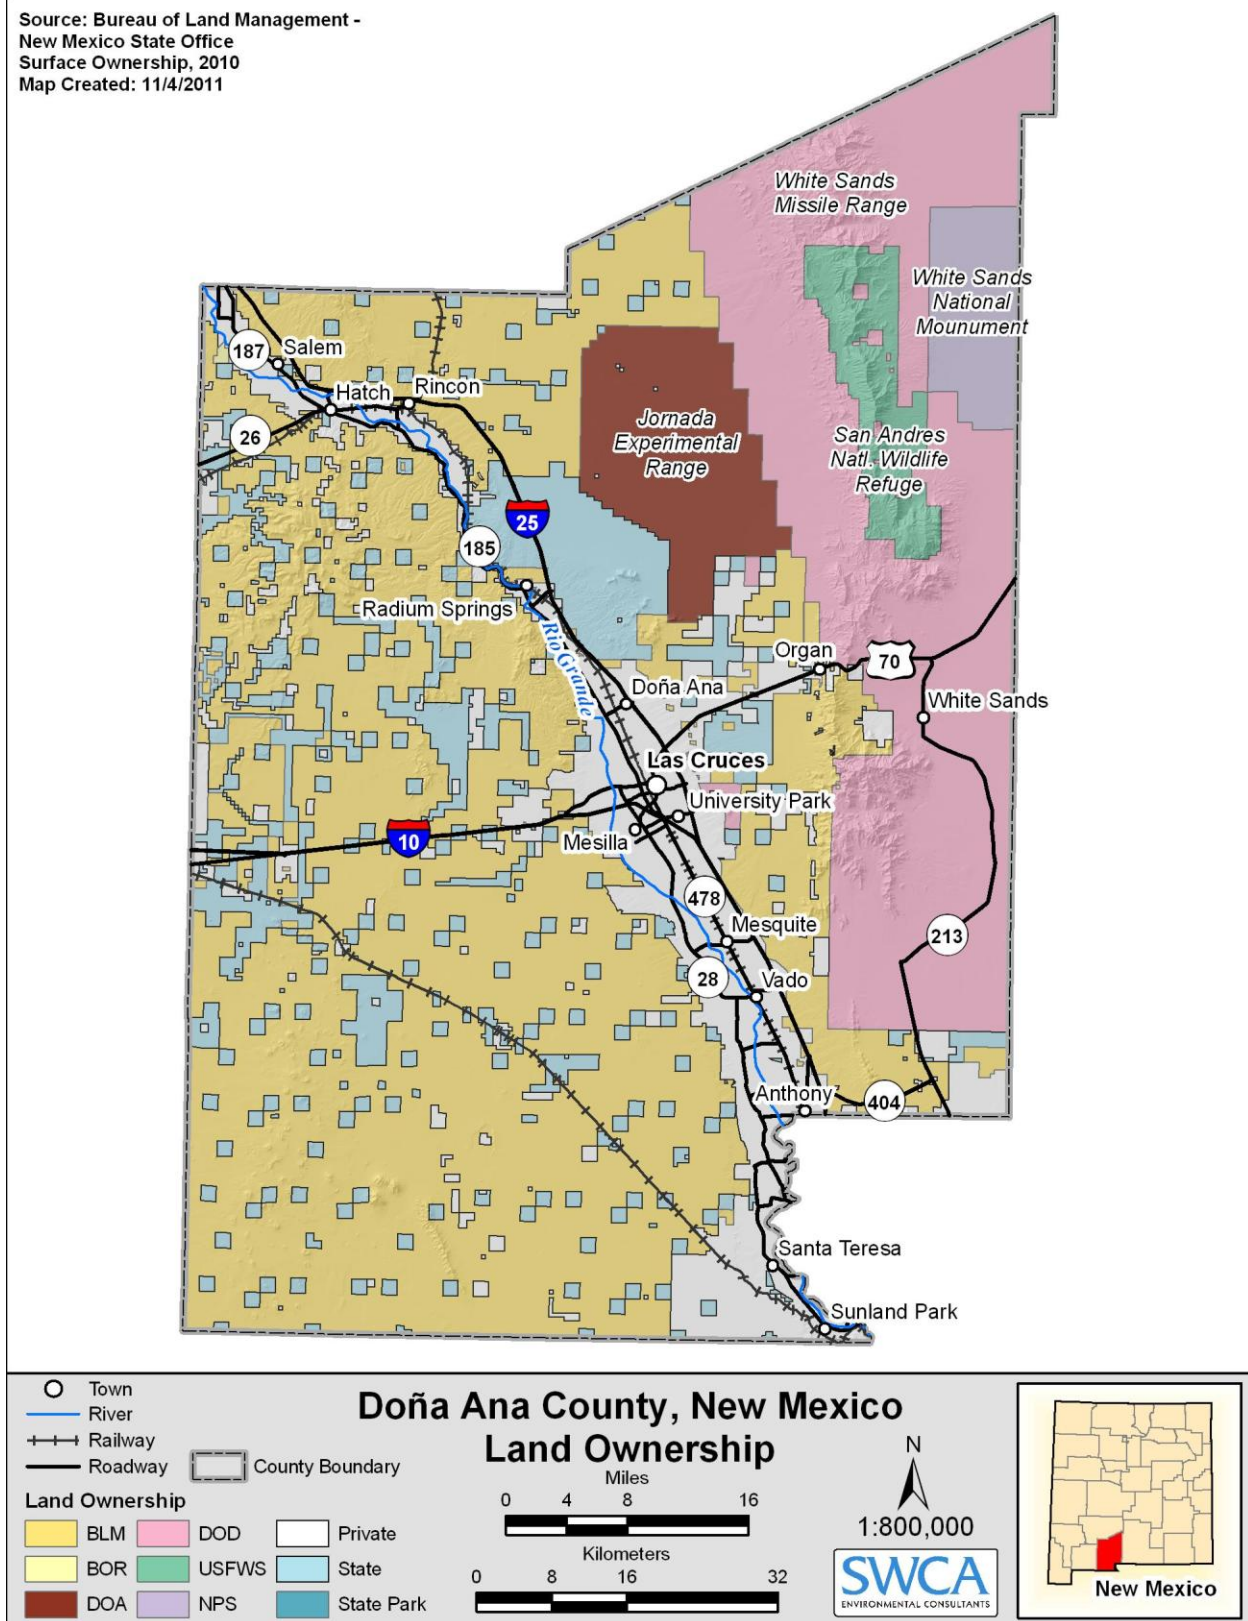 Source: Bureau of Land Management -
New Mexico State Office
Surface Ownership, 2010
Map Created: 11/4/2011
White Sands
Missile Range
White Sands
National
Mounument
187
Salem
Hatch
Rincon
26
Jornada
Experimental
Range
San Andres
Natl. Wildlife
Refuge
25
185
Radium Springs
Rio Grande
Organ
70
Doña Ana
White Sands
Las Cruces
University Park
10
Mesilla
478
Mesquite
213
28
Vado
Anthony
404
Santa Teresa
Sunland Park
Town
River
Railway
Roadway
County Boundary
Land Ownership
BLM
DOD
Private
BOR
USFWS
State
DOA
NPS
State Park
Doña Ana County, New Mexico
Land Ownership
Miles
0 4 8 16
Kilometers
0 8 16 32
N
1:800,000
SWCA
ENVIRONMENTAL CONSULTANTS
New Mexico